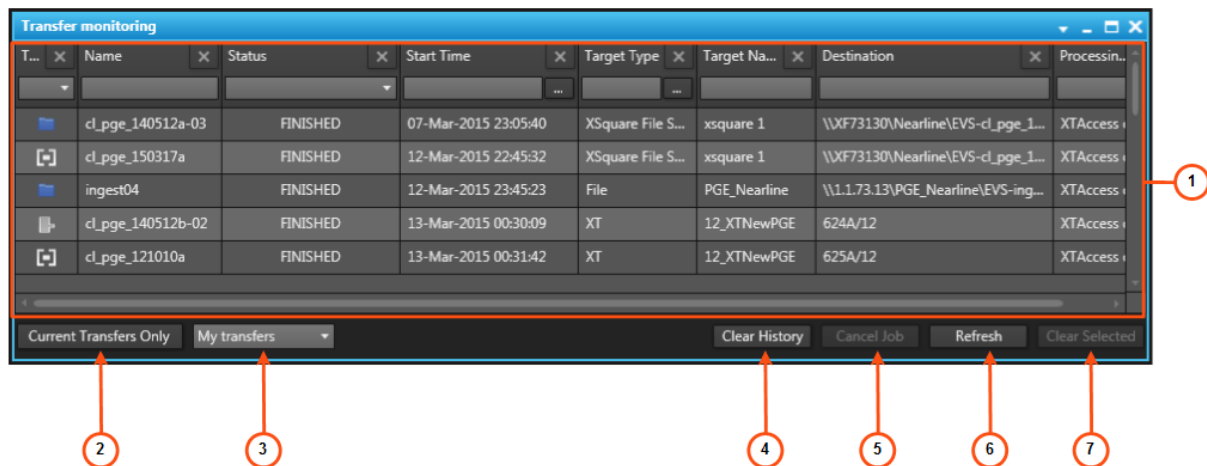 Transfer monitoring
T... Name Status Start Time Target Type Target Na... Destination Processin...
... ...
cl_pge_140512a-03 FINISHED 07-Mar-2015 23:05:40 XSquare File S... xsquare 1 \\XF73130\Nearline\EVS-cl_pge_1... XTAccess
cl_pge_150317a FINISHED 12-Mar-2015 22:45:32 XSquare File S... xsquare 1 \\XF73130\Nearline\EVS-cl_pge_1... XTAccess
ingest04 FINISHED 12-Mar-2015 23:45:23 File PGE_Nearline \\1.1.73.13\PGE_Nearline\EVS-ing... XTAccess
cl_pge_140512b-02 FINISHED 13-Mar-2015 00:30:09 XT 12_XTNewPGE 624A/12 XTAccess
cl_pge_121010a FINISHED 13-Mar-2015 00:31:42 XT 12_XTNewPGE 625A/12 XTAccess
1
Current Transfers Only My transfers Clear History Cancel Job Refresh Clear Selected
2 3 4 5 6 7